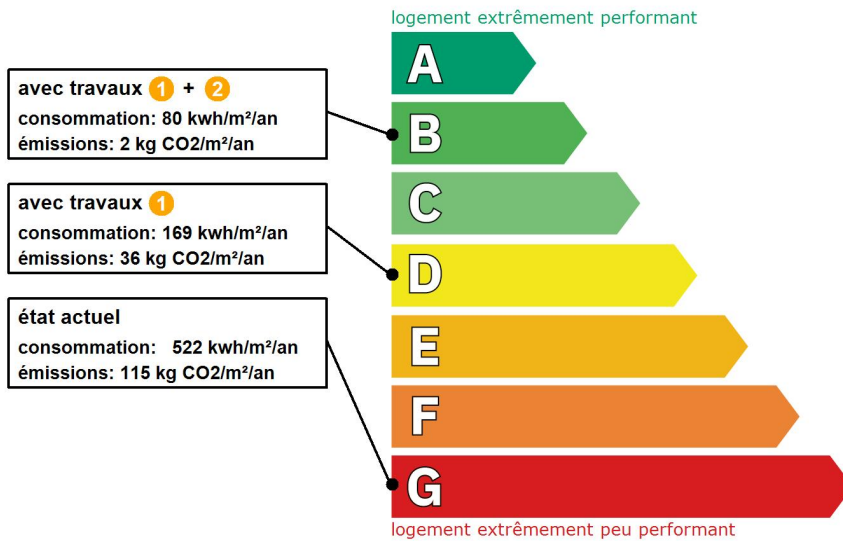 logement extrêmement performant
A
avec travaux 1 + 2
consommation: 80 kwh/m²/an
émissions: 2 kg CO2/m²/an
B
C
avec travaux 1
consommation: 169 kwh/m²/an
émissions: 36 kg CO2/m²/an
D
état actuel
consommation: 522 kwh/m²/an
émissions: 115 kg CO2/m²/an
E
F
G
logement extrêmement peu performant